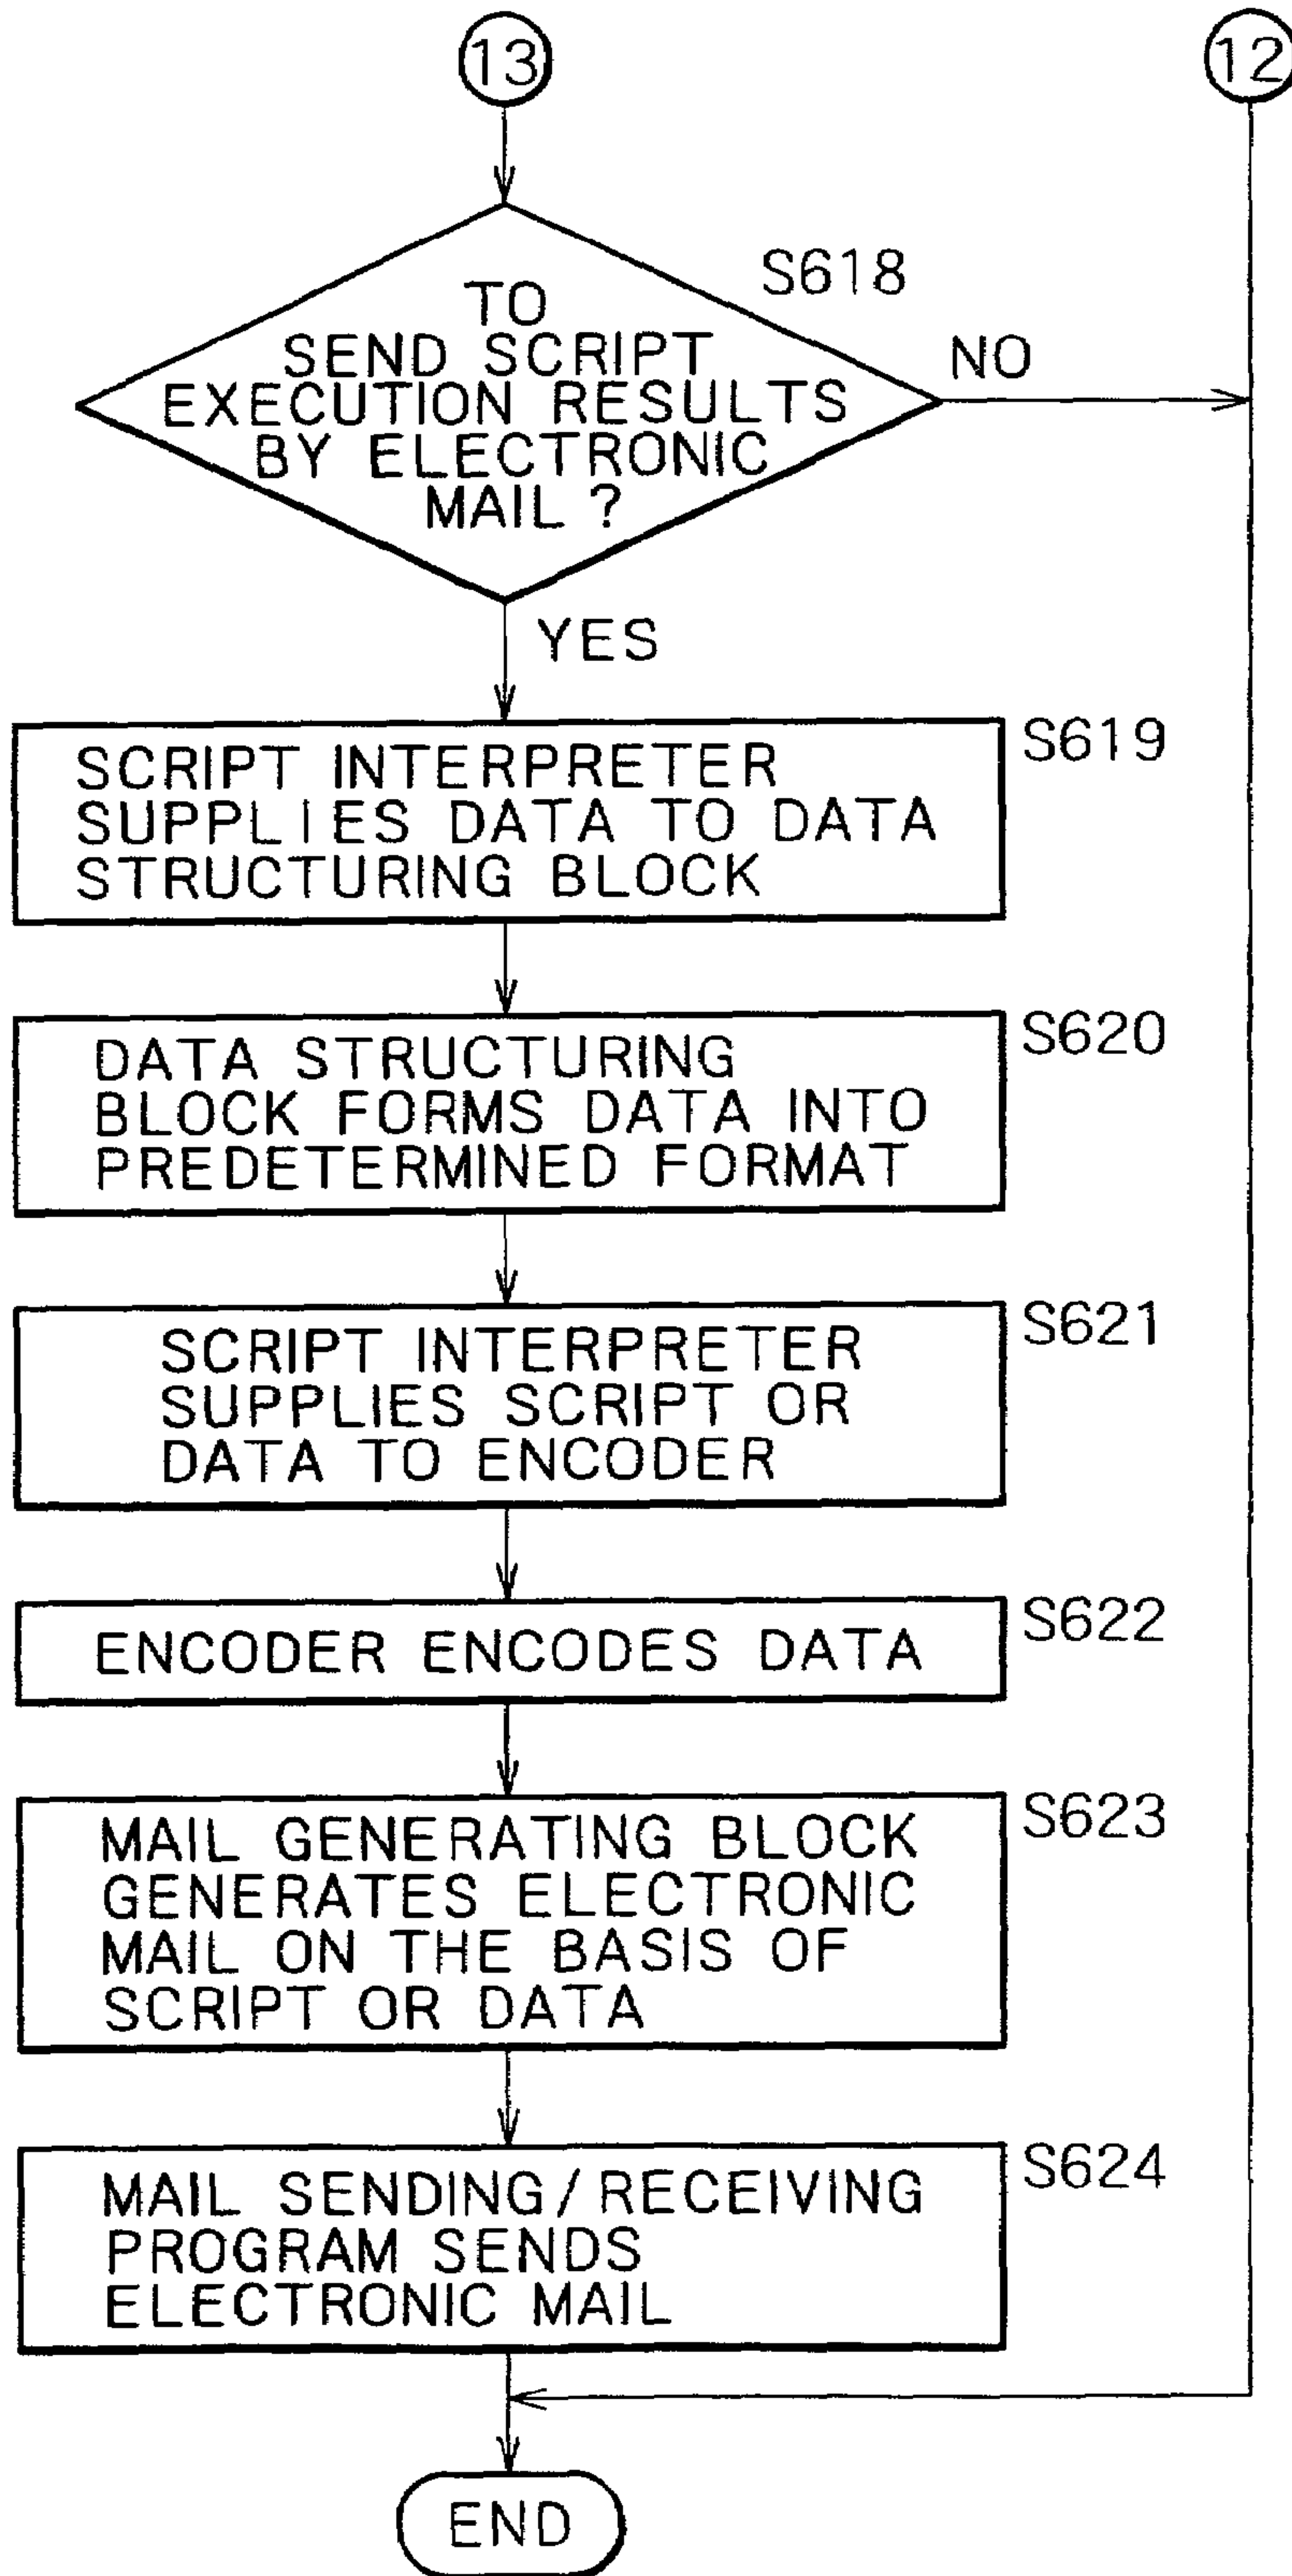 13
12
S618
TO
SEND SCRIPT
EXECUTION RESULTS
BY ELECTRONIC
MAIL ?
NO
YES
S619
SCRIPT INTERPRETER
SUPPLIES DATA TO DATA
STRUCTURING BLOCK
S620
DATA STRUCTURING
BLOCK FORMS DATA INTO
PREDETERMINED FORMAT
S621
SCRIPT INTERPRETER
SUPPLIES SCRIPT OR
DATA TO ENCODER
S622
ENCODER ENCODES DATA
S623
MAIL GENERATING BLOCK
GENERATES ELECTRONIC
MAIL ON THE BASIS OF
SCRIPT OR DATA
S624
MAIL SENDING/RECEIVING
PROGRAM SENDS
ELECTRONIC MAIL
END